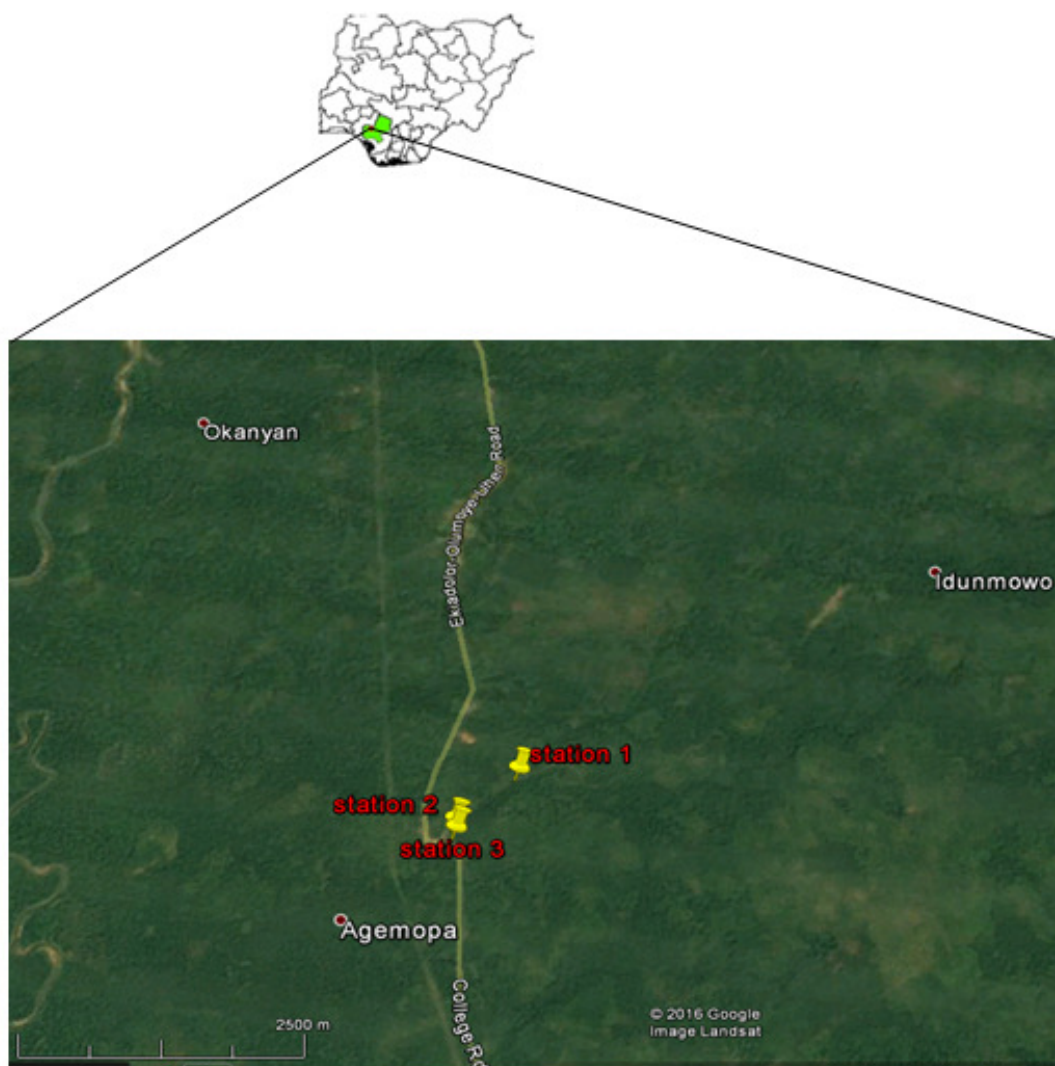 Okanyan
Ekiadolor-Olumoye-Uhen Road
Idunmowo
station 1
station 2
station 3
Agemopa
College Ro
2500 m
© 2016 Google
Image Landsat